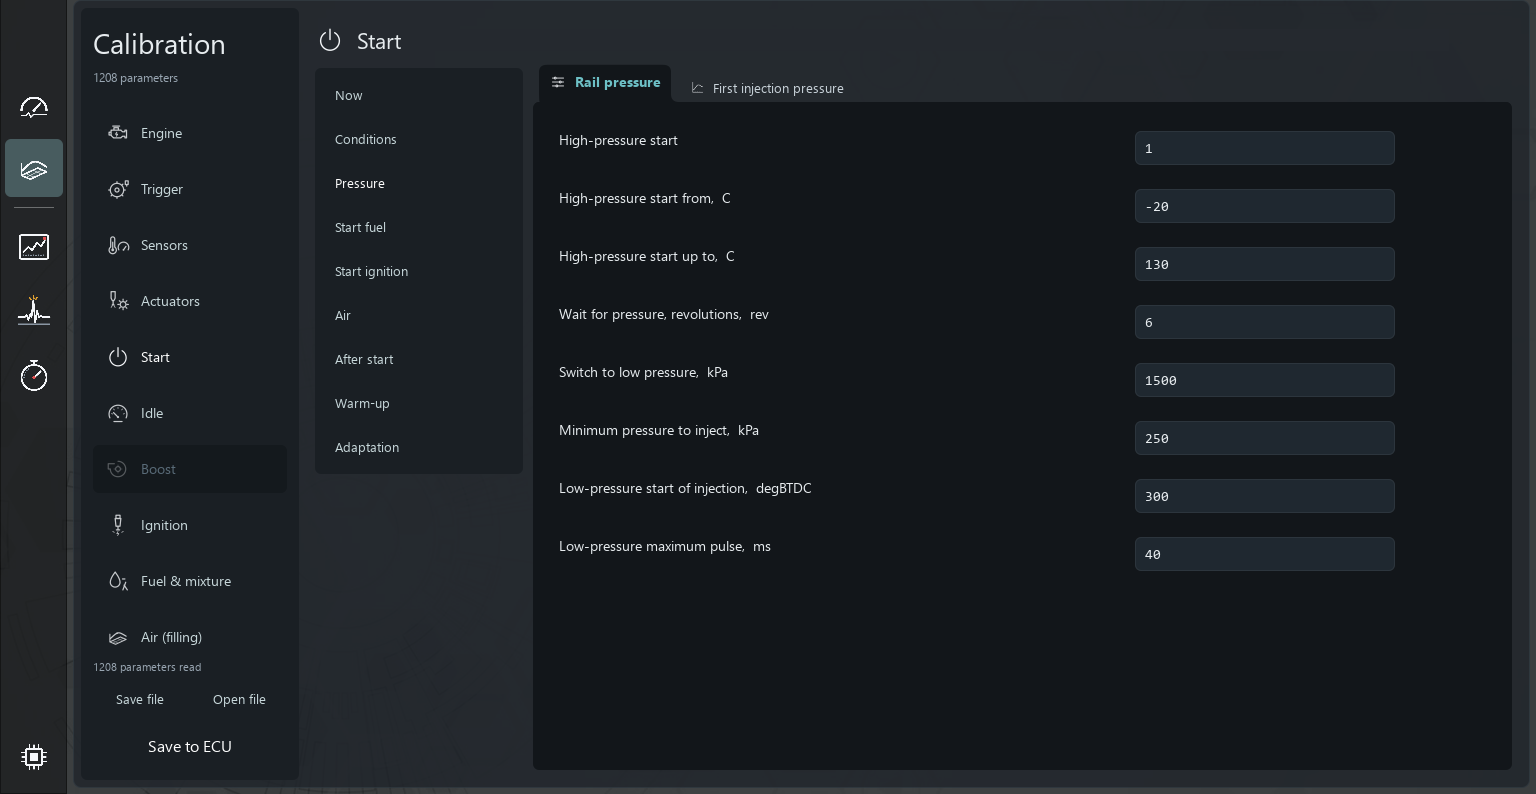 Calibration
1208 parameters
Engine
Trigger
Sensors
Actuators
Start
Idle
Boost
Ignition
Fuel & mixture
Air (filling)
1208 parameters read
Save file
Open file
Save to ECU
Start
Now
Conditions
Pressure
Start fuel
Start ignition
Air
After start
Warm-up
Adaptation
Rail pressure
First injection pressure
High-pressure start
1
High-pressure start from, C
-20
High-pressure start up to, C
130
Wait for pressure, revolutions, rev
6
Switch to low pressure, kPa
1500
Minimum pressure to inject, kPa
250
Low-pressure start of injection, degBTDC
300
Low-pressure maximum pulse, ms
40